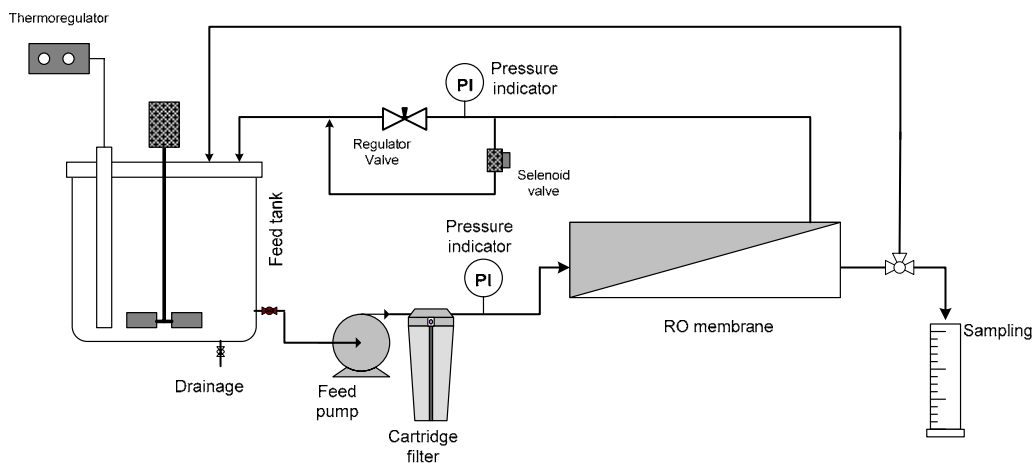 Thermoregulator
PI
Pressure
indicator
Regulator
Valve
Selenoid
valve
Feed tank
Pressure
indicator
PI
RO membrane
Sampling
Drainage
Feed
pump
Cartridge
filter